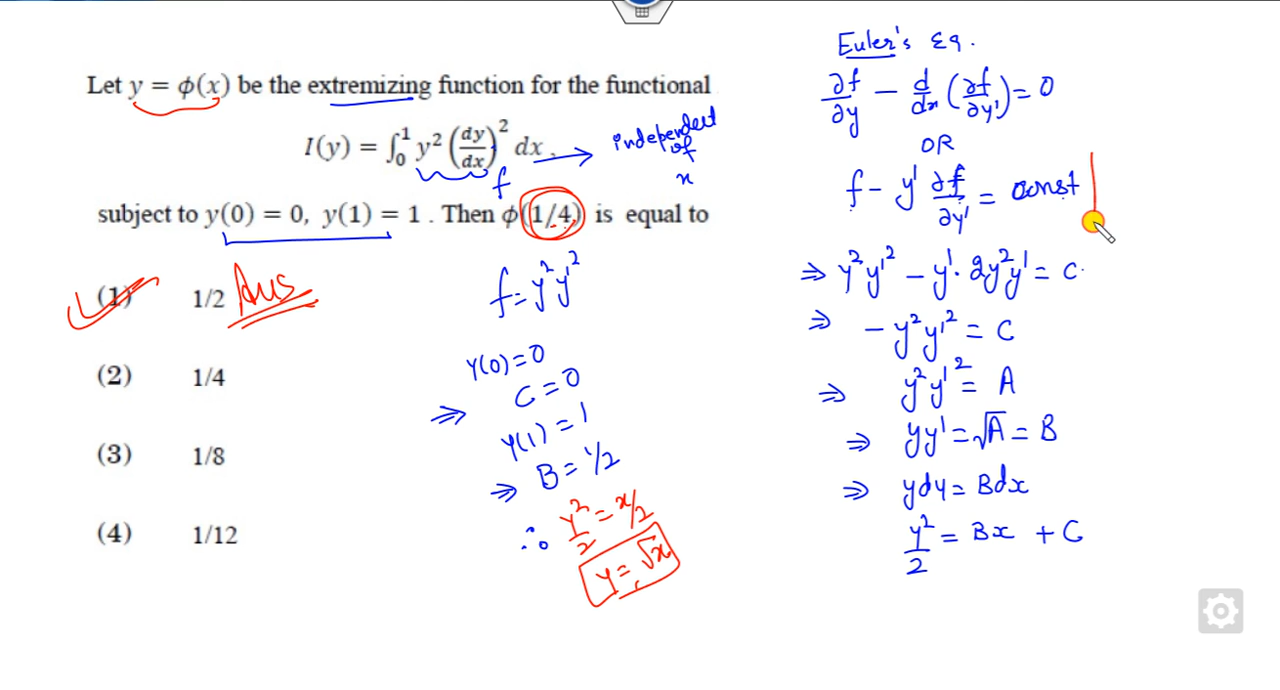 Let y = ϕ(x) be the extremizing function for the functional
I(y) = ∫₀¹ y² (dy/dx)² dx .
→ independent of x
f
subject to y(0) = 0, y(1) = 1 . Then ϕ(1/4) is equal to
(1) 1/2 Ans
(2) 1/4
(3) 1/8
(4) 1/12
f = y²y'²
Y(0) = 0
⇒ C = 0
Y(1) = 1
⇒ B = 1/2
∴ y²/2 = x/2
Y = √x
Euler's Eq.
∂f/∂y − d/dx (∂f/∂y') = 0
OR
f − y' ∂f/∂y' = const
⇒ y²y'² − y'· 2y²y' = C
⇒ − y²y'² = C
⇒ y²y'² = A
⇒ yy' = √A = B
⇒ ydy = Bdx
y²/2 = Bx + C